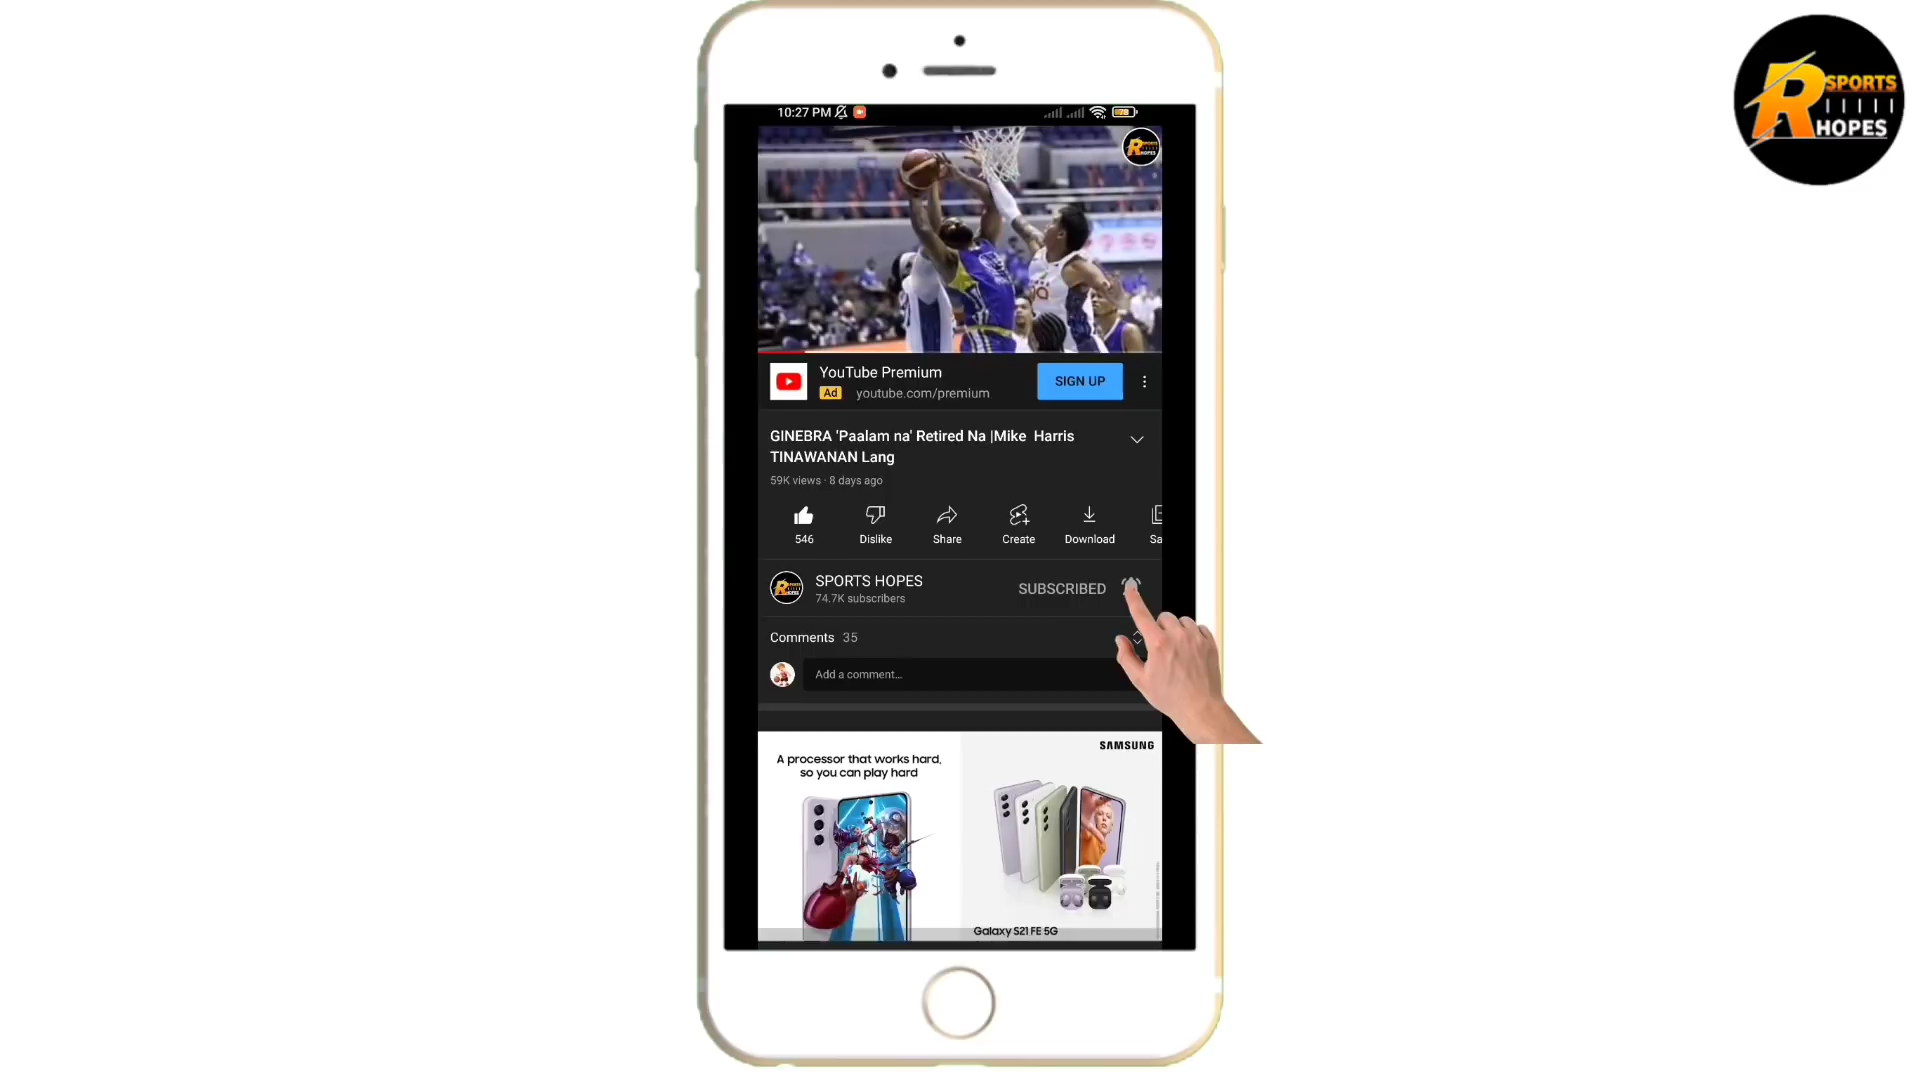 SPORTS
HOPES
10:27 PM
YouTube Premium
Ad youtube.com/premium
SIGN UP
GINEBRA 'Paalam na' Retired Na |Mike Harris
TINAWANAN Lang
59K views · 8 days ago
546
Dislike
Share
Create
Download
Sa
SPORTS HOPES
74.7K subscribers
SUBSCRIBED
Comments 35
Add a comment...
A processor that works hard,
so you can play hard
SAMSUNG
Galaxy S21 FE 5G